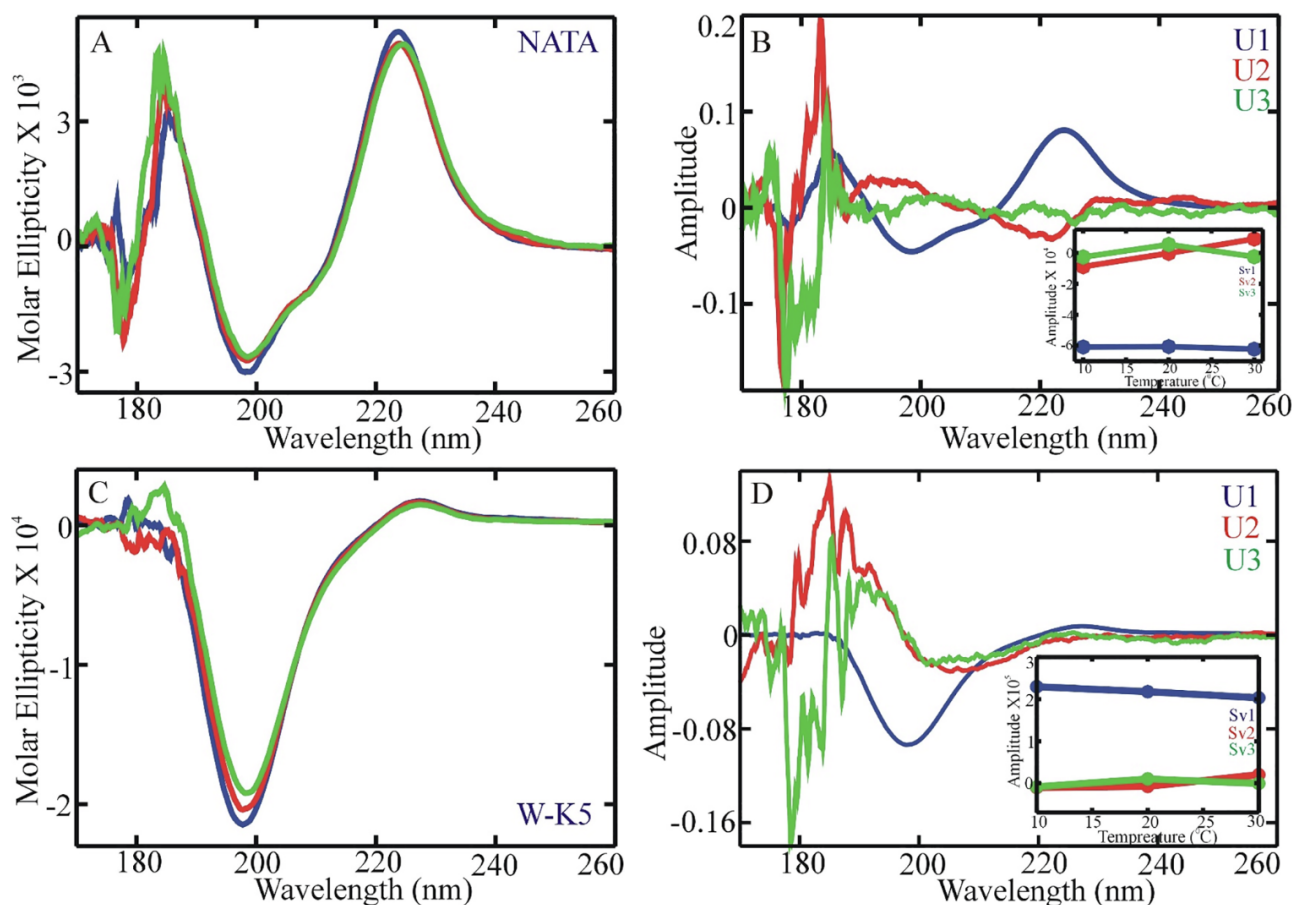 A
NATA
Molar Ellipticity X 10³
3
0
-3
180 200 220 240 260
Wavelength (nm)
B
U1
U2
U3
Amplitude
0.2
0.1
0
-0.1
180 200 220 240 260
Wavelength (nm)
Amplitude X 10⁴
0
-2
-4
-6
Sv1
Sv2
Sv3
10 15 20 25 30
Temperature (°C)
C
W-K5
Molar Ellipticity X 10⁴
0
-1
-2
180 200 220 240 260
Wavelength (nm)
D
U1
U2
U3
Amplitude
0.08
0
-0.08
-0.16
180 200 220 240 260
Wavelength (nm)
Amplitude X10⁵
3
2
1
0
Sv1
Sv2
Sv3
10 15 20 25 30
Tempreature (°C)